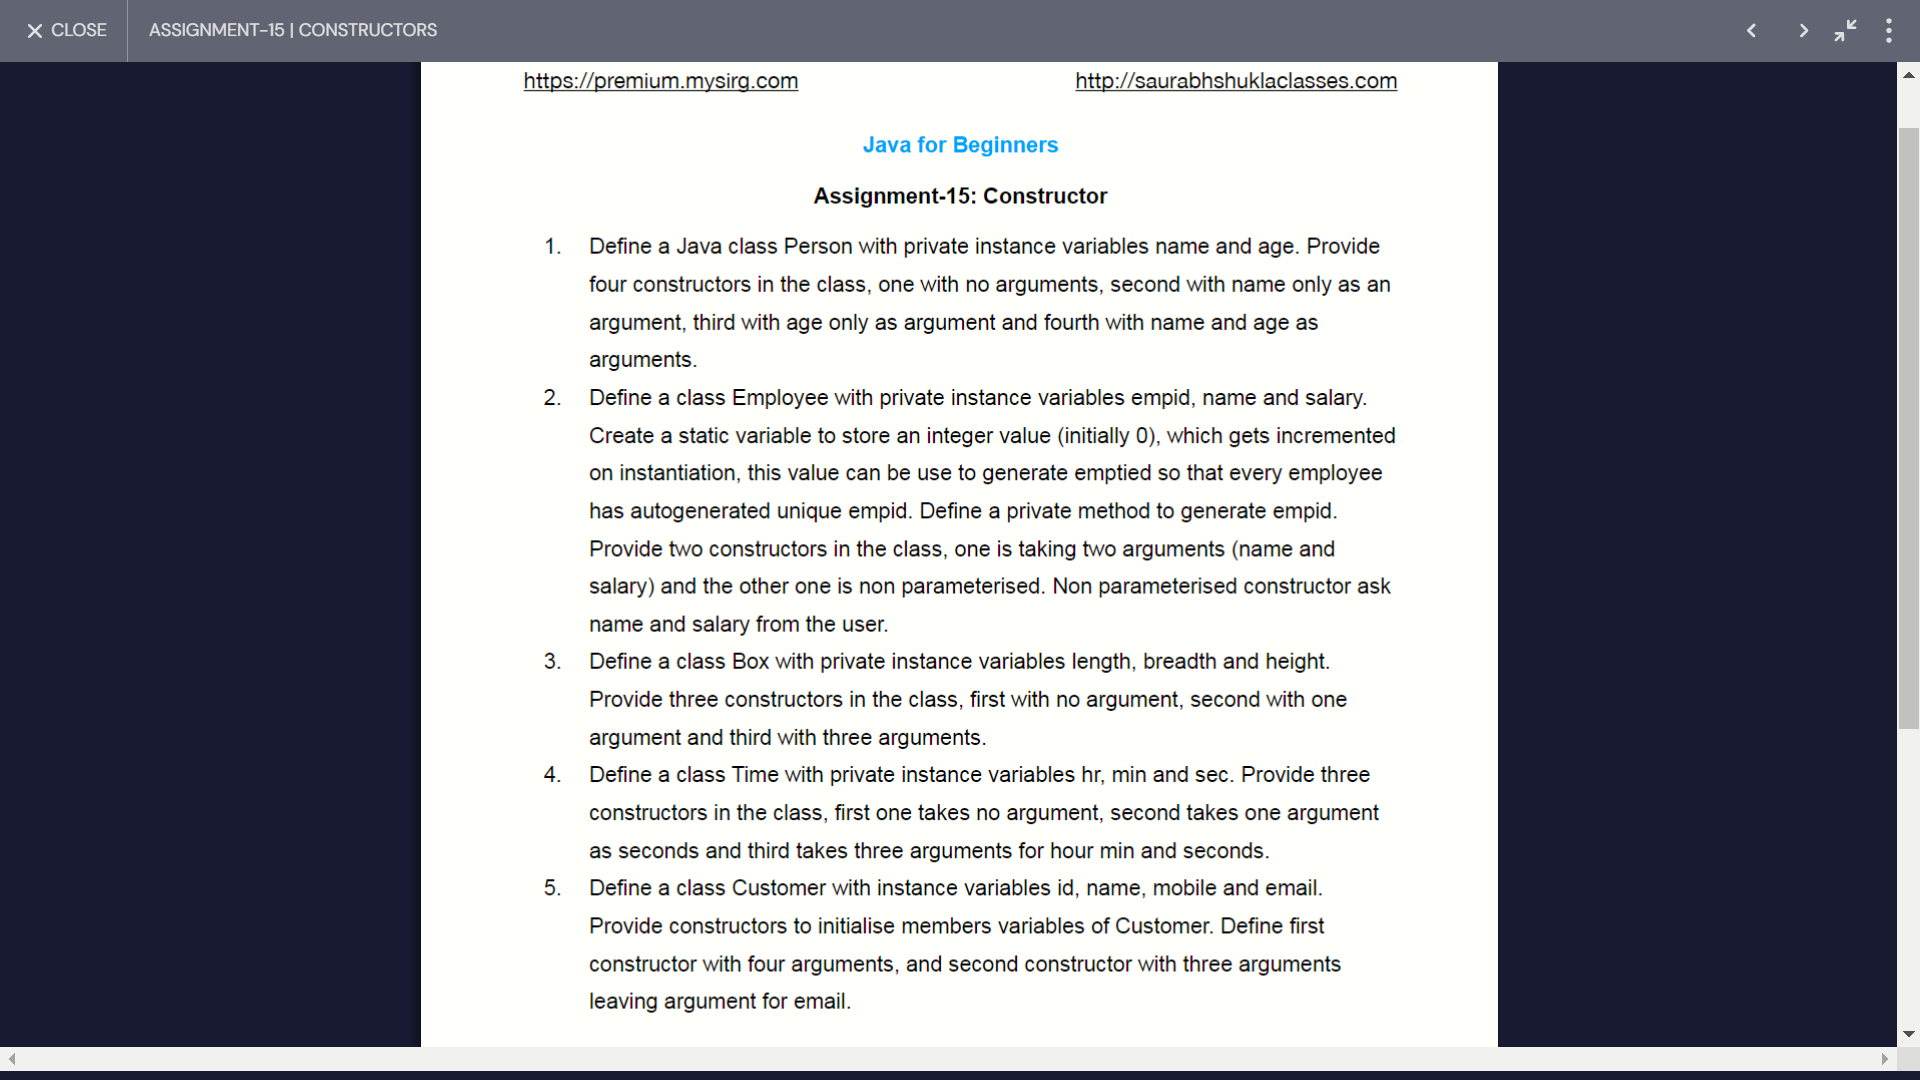 CLOSE
ASSIGNMENT-15 | CONSTRUCTORS
https://premium.mysirg.com
http://saurabhshuklaclasses.com
Java for Beginners
Assignment-15: Constructor
1. Define a Java class Person with private instance variables name and age. Provide
four constructors in the class, one with no arguments, second with name only as an
argument, third with age only as argument and fourth with name and age as
arguments.
2. Define a class Employee with private instance variables empid, name and salary.
Create a static variable to store an integer value (initially 0), which gets incremented
on instantiation, this value can be use to generate emptied so that every employee
has autogenerated unique empid. Define a private method to generate empid.
Provide two constructors in the class, one is taking two arguments (name and
salary) and the other one is non parameterised. Non parameterised constructor ask
name and salary from the user.
3. Define a class Box with private instance variables length, breadth and height.
Provide three constructors in the class, first with no argument, second with one
argument and third with three arguments.
4. Define a class Time with private instance variables hr, min and sec. Provide three
constructors in the class, first one takes no argument, second takes one argument
as seconds and third takes three arguments for hour min and seconds.
5. Define a class Customer with instance variables id, name, mobile and email.
Provide constructors to initialise members variables of Customer. Define first
constructor with four arguments, and second constructor with three arguments
leaving argument for email.